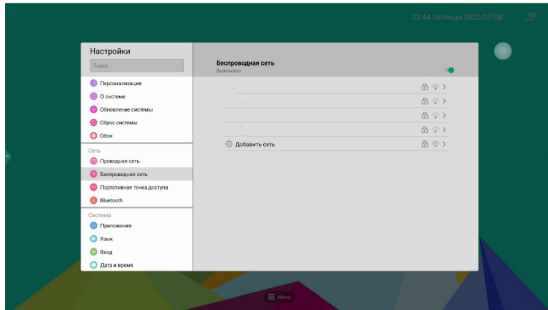 03:44 пятница 2022/07/08
Настройки
Поиск
Персонализация
О системе
Обновление системы
Сброс системы
Обои
Сеть
Проводная сеть
Беспроводная сеть
Портативная точка доступа
Bluetooth
Система
Приложения
Язык
Ввод
Дата и время
Беспроводная сеть
Включено
Добавить сеть
Меню